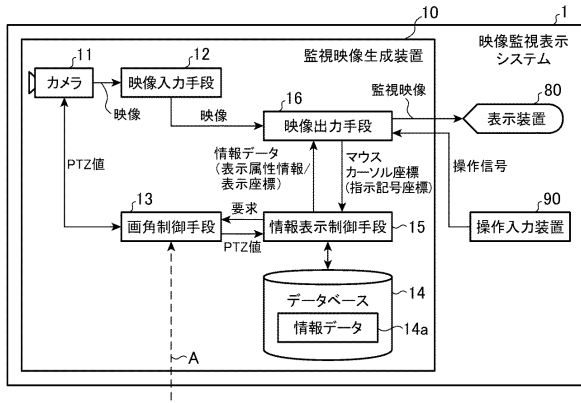 1
10
映像監視表示
システム
監視映像生成装置
11
カメラ
12
映像入力手段
映像
映像
16
映像出力手段
監視映像
80
表示装置
PTZ値
情報データ
(表示属性情報/
表示座標)
マウス
カーソル座標
(指示記号座標)
操作信号
13
画角制御手段
要求
PTZ値
情報表示制御手段
15
90
操作入力装置
データベース
14
情報データ
14a
A